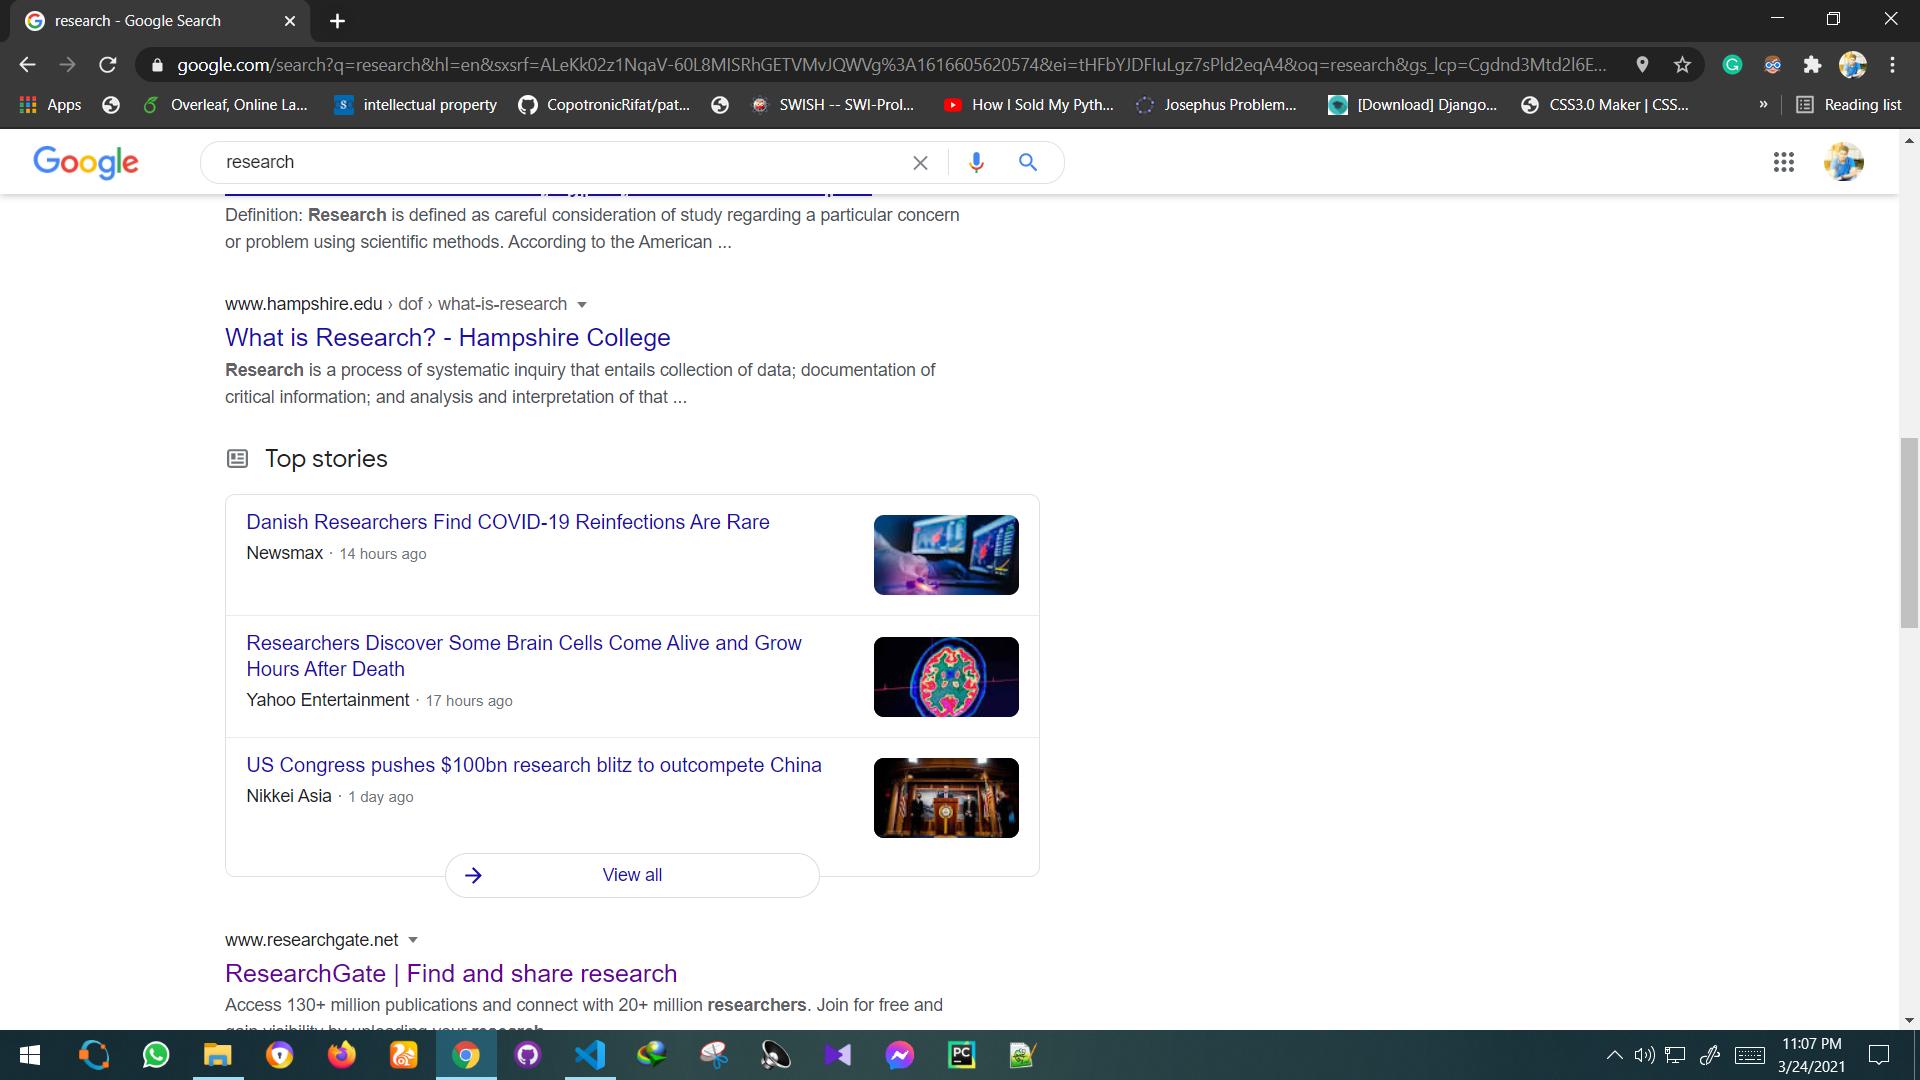 research - Google Search
google.com/search?q=research&hl=en&sxsrf=ALeKk02z1NqaV-60L8MISRhGETVMvJQWVg%3A1616605620574&ei=tHFbYJDFIuLgz7sPld2eqA4&oq=research&gs_lcp=Cgdnd3Mtd2l6E...
Apps
Overleaf, Online La...
intellectual property
CopotronicRifat/pat...
SWISH -- SWI-Prol...
How I Sold My Pyth...
Josephus Problem...
[Download] Django...
CSS3.0 Maker | CSS...
»
Reading list
Google
research
Definition: Research is defined as careful consideration of study regarding a particular concern
or problem using scientific methods. According to the American ...
www.hampshire.edu › dof › what-is-research
What is Research? - Hampshire College
Research is a process of systematic inquiry that entails collection of data; documentation of
critical information; and analysis and interpretation of that ...
Top stories
Danish Researchers Find COVID-19 Reinfections Are Rare
Newsmax · 14 hours ago
Researchers Discover Some Brain Cells Come Alive and Grow
Hours After Death
Yahoo Entertainment · 17 hours ago
US Congress pushes $100bn research blitz to outcompete China
Nikkei Asia · 1 day ago
View all
www.researchgate.net
ResearchGate | Find and share research
Access 130+ million publications and connect with 20+ million researchers. Join for free and
gain visibility by uploading your research.
PC
11:07 PM
3/24/2021